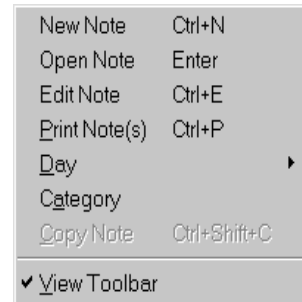 New Note Ctrl+N
Open Note Enter
Edit Note Ctrl+E
Print Note(s) Ctrl+P
Day
Category
Copy Note Ctrl+Shift+C
View Toolbar